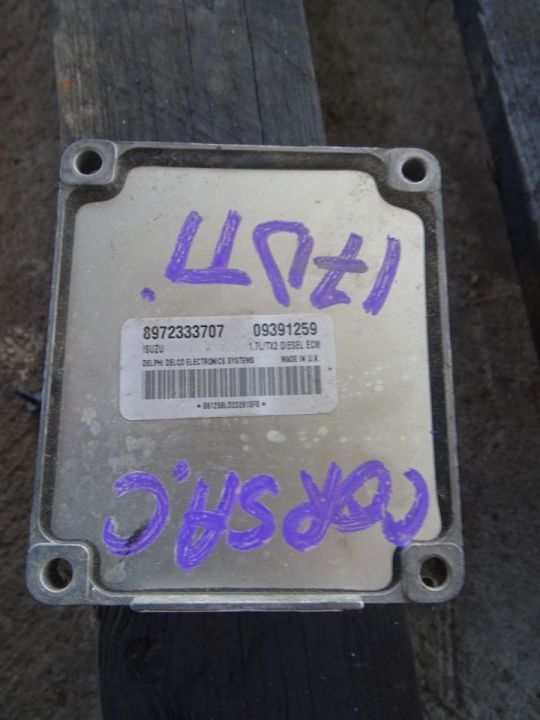 17DTi
8972333707 09391259
ISUZU 1.7L/TX2 DIESEL ECM
DELPHI DELCO ELECTRONICS SYSTEMS MADE IN U.K.
CORSA.C